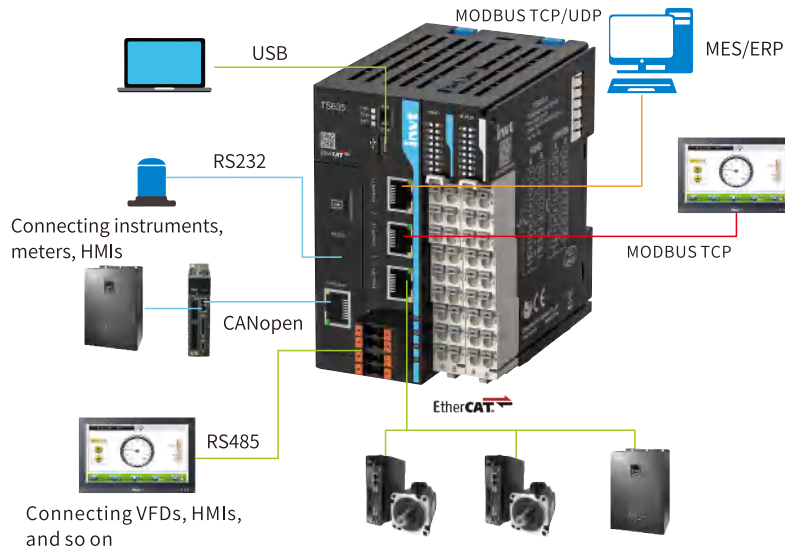 MODBUS TCP/UDP
MES/ERP
USB
TS635
invt
EtherCAT
RS232
Connecting instruments,
meters, HMIs
MODBUS TCP
CANopen
EtherCAT
RS485
Connecting VFDs, HMIs,
and so on